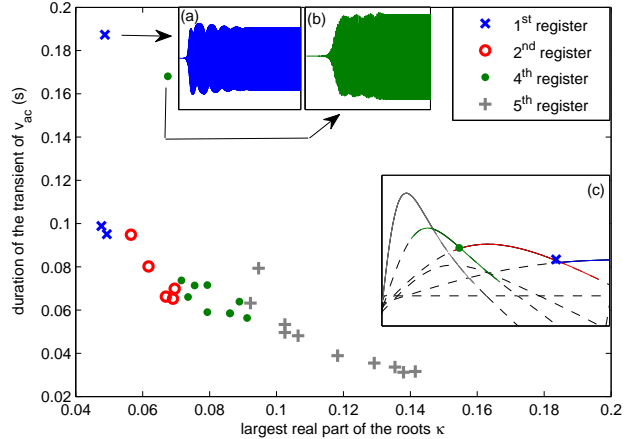 0.2
0.18
0.16
0.14
0.12
0.1
0.08
0.06
0.04
0.02
duration of the transient of v_ac (s)
(a)
(b)
1st register
2nd register
4th register
5th register
(c)
0.04 0.06 0.08 0.1 0.12 0.14 0.16 0.18 0.2
largest real part of the roots κ